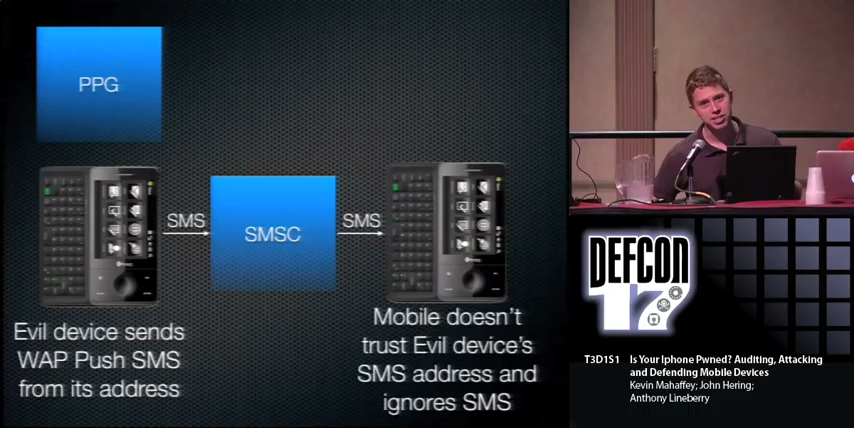 PPG
SMS
SMSC
SMS
Evil device sends
WAP Push SMS
from its address
Mobile doesn't
trust Evil device's
SMS address and
ignores SMS
DEFCON
17
T3D1S1 Is Your Iphone Pwned? Auditing, Attacking
and Defending Mobile Devices
Kevin Mahaffey; John Hering;
Anthony Lineberry